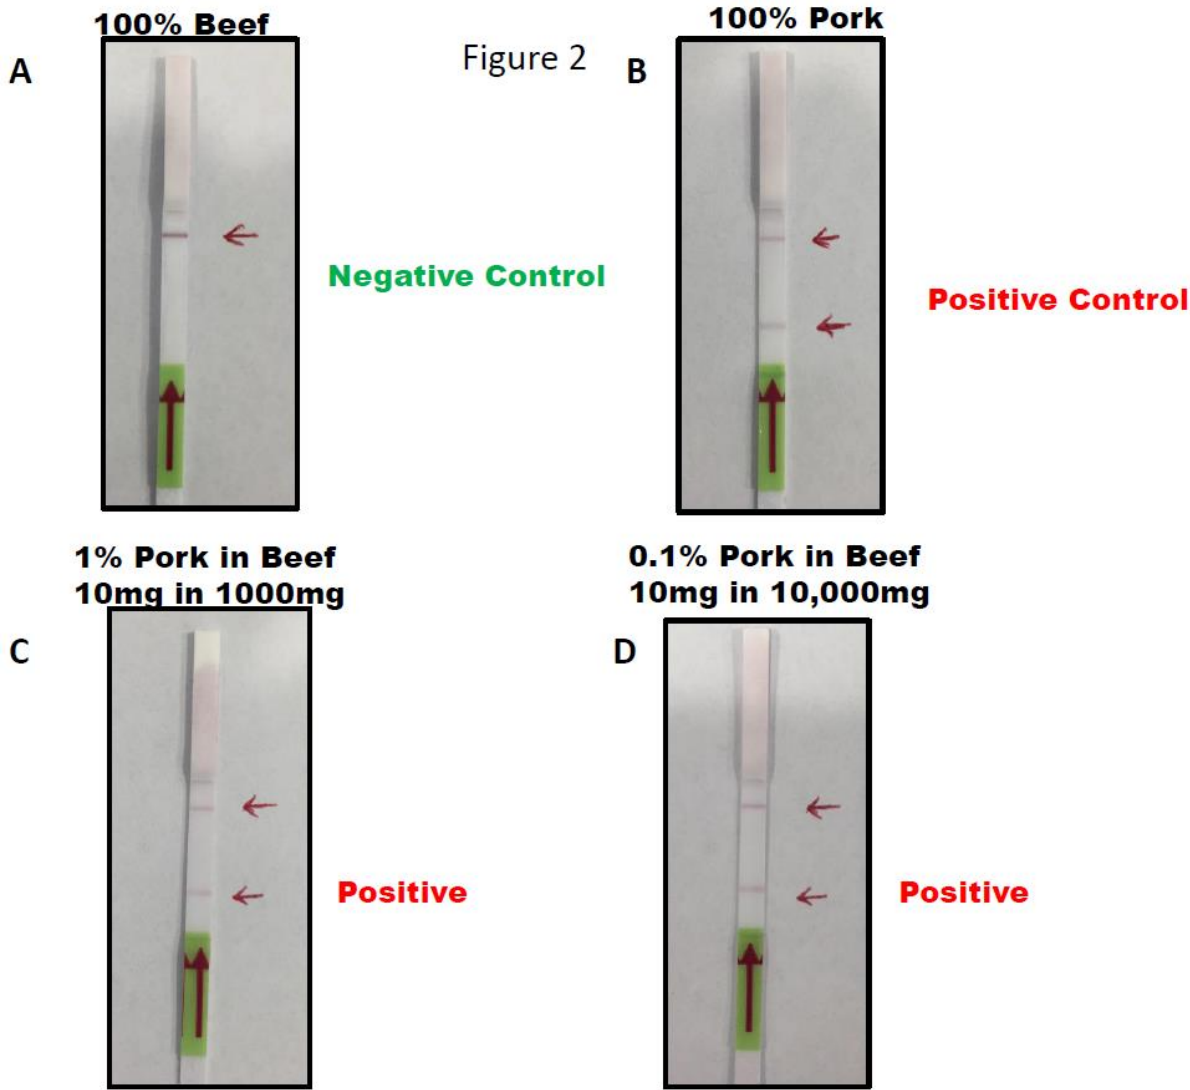 100% Beef
100% Pork
Figure 2
A
B
Negative Control
Positive Control
1% Pork in Beef
10mg in 1000mg
0.1% Pork in Beef
10mg in 10,000mg
C
D
Positive
Positive